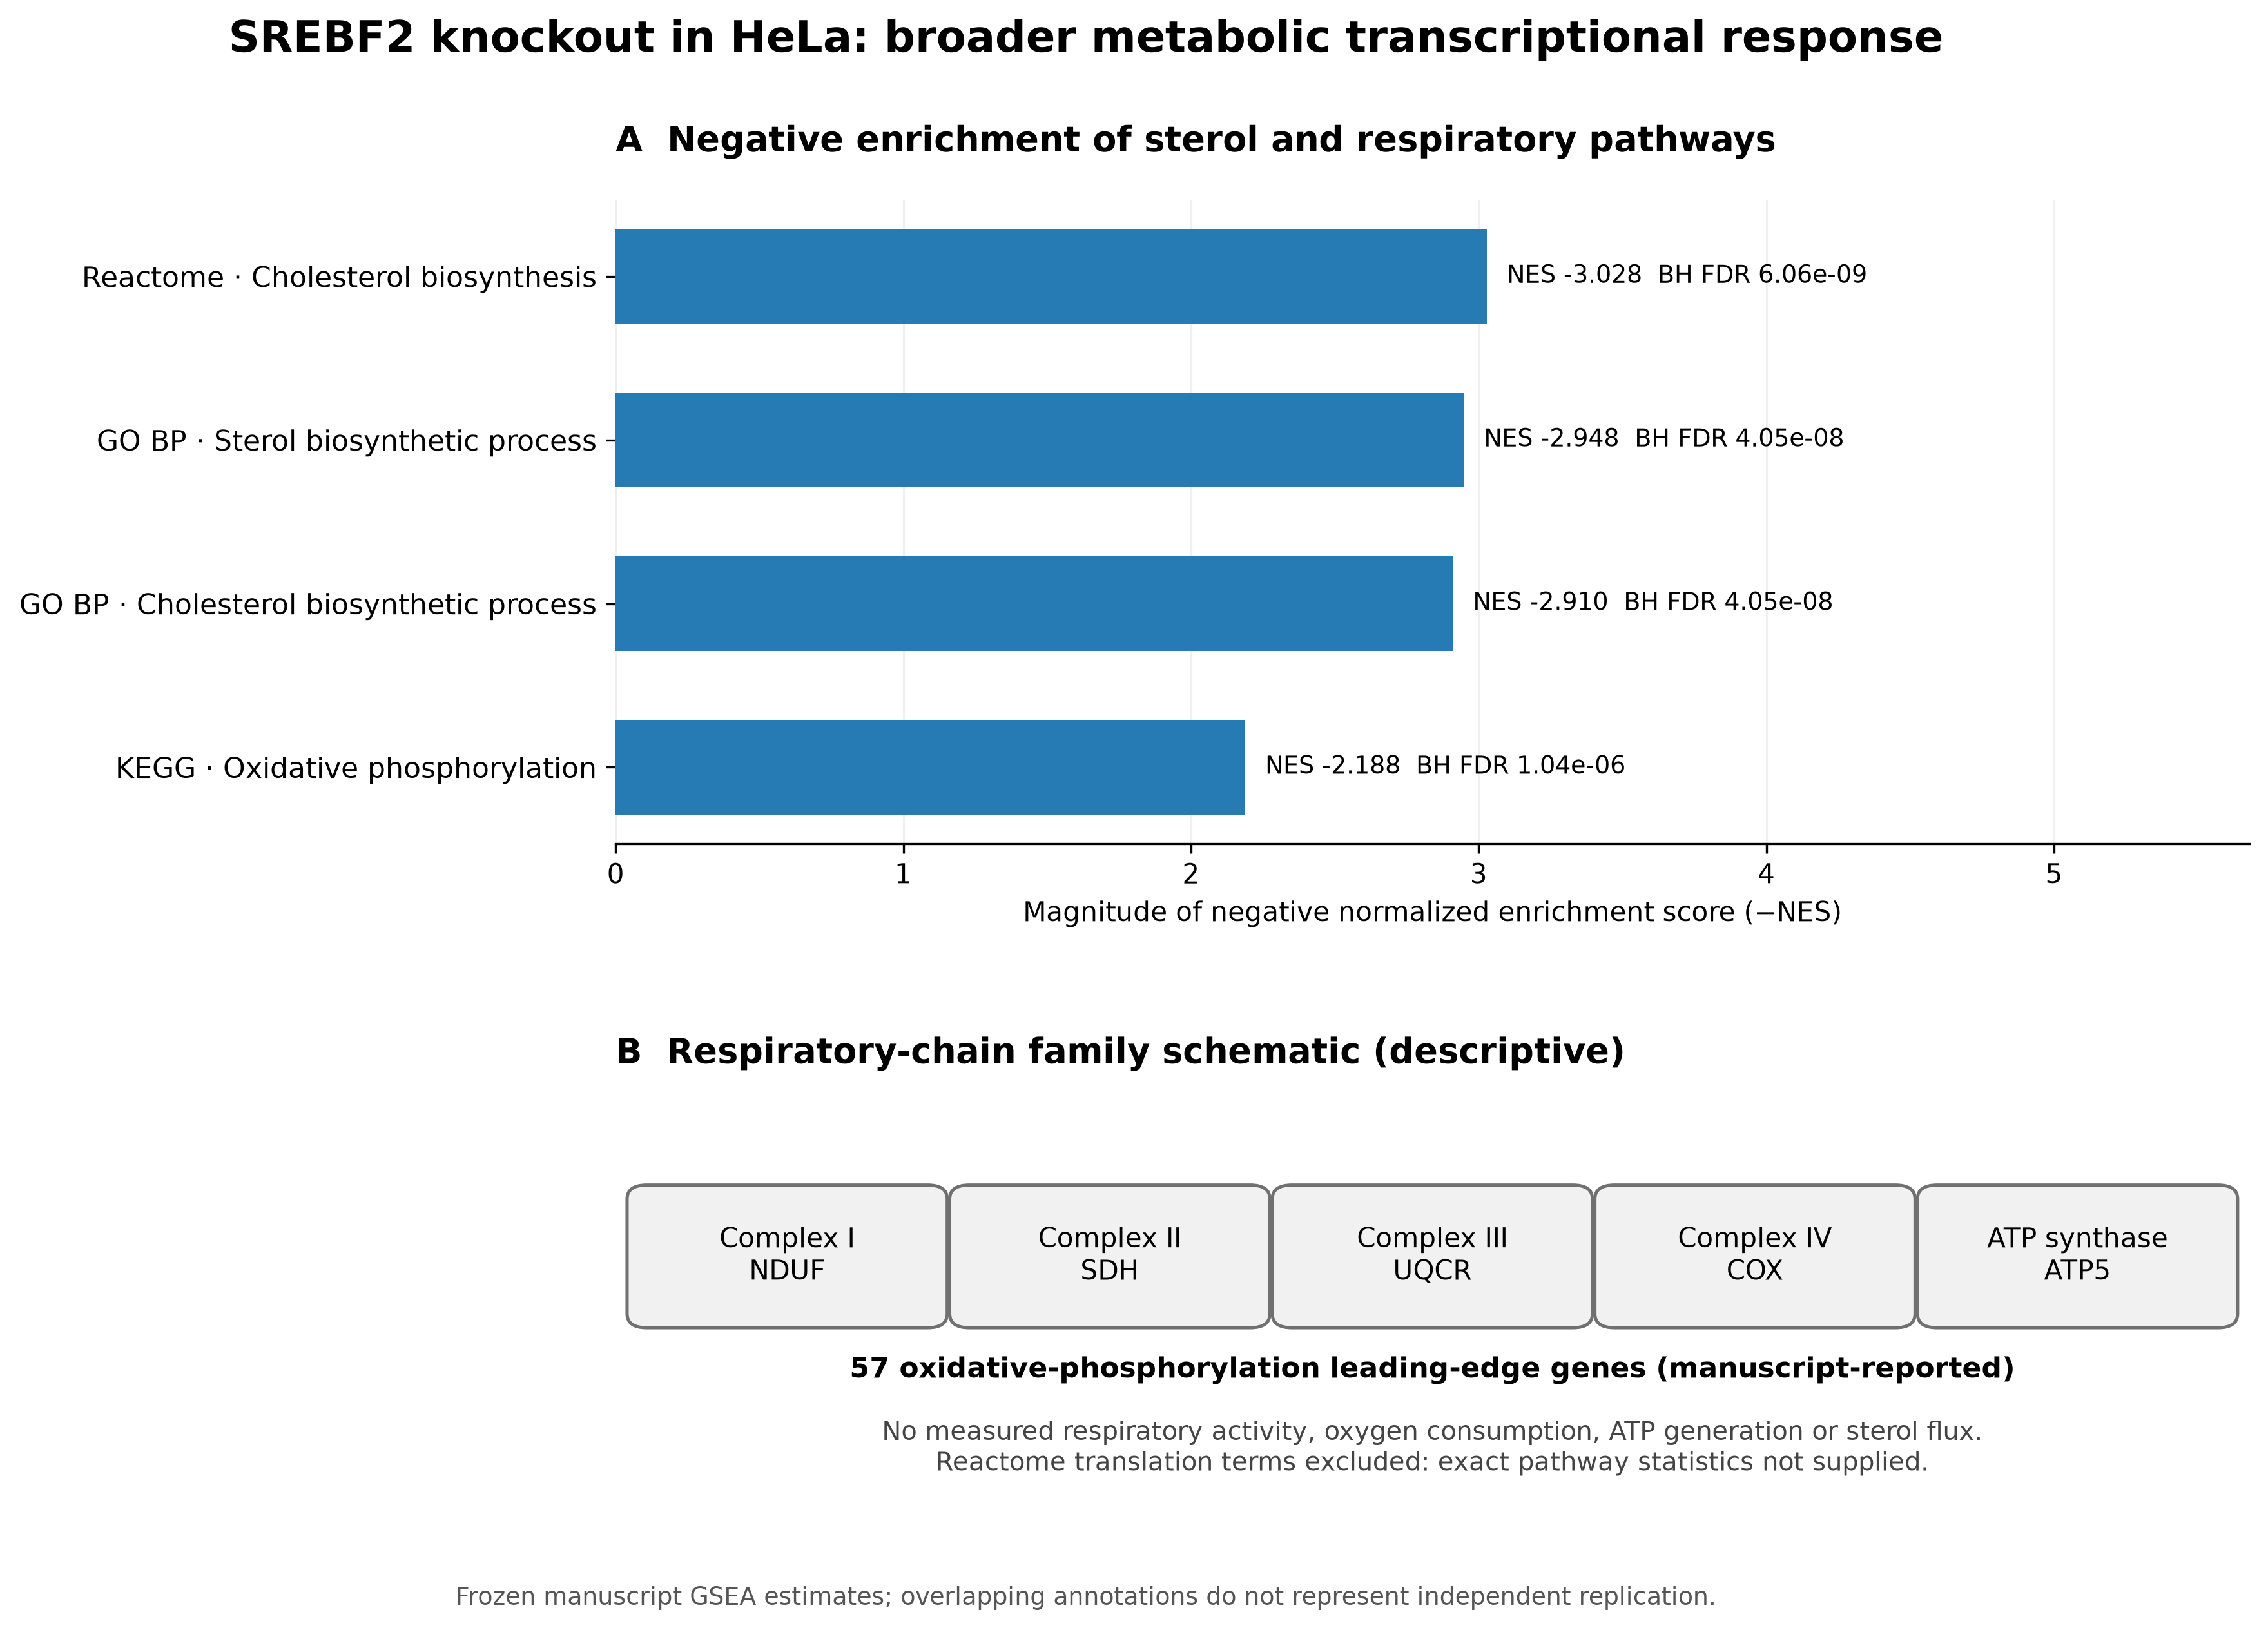 SREBF2 knockout in HeLa: broader metabolic transcriptional response
A Negative enrichment of sterol and respiratory pathways
Reactome · Cholesterol biosynthesis
NES -3.028 BH FDR 6.06e-09
GO BP · Sterol biosynthetic process
NES -2.948 BH FDR 4.05e-08
GO BP · Cholesterol biosynthetic process
NES -2.910 BH FDR 4.05e-08
KEGG · Oxidative phosphorylation
NES -2.188 BH FDR 1.04e-06
0 1 2 3 4 5
Magnitude of negative normalized enrichment score (−NES)
B Respiratory-chain family schematic (descriptive)
Complex I
NDUF
Complex II
SDH
Complex III
UQCR
Complex IV
COX
ATP synthase
ATP5
57 oxidative-phosphorylation leading-edge genes (manuscript-reported)
No measured respiratory activity, oxygen consumption, ATP generation or sterol flux.
Reactome translation terms excluded: exact pathway statistics not supplied.
Frozen manuscript GSEA estimates; overlapping annotations do not represent independent replication.